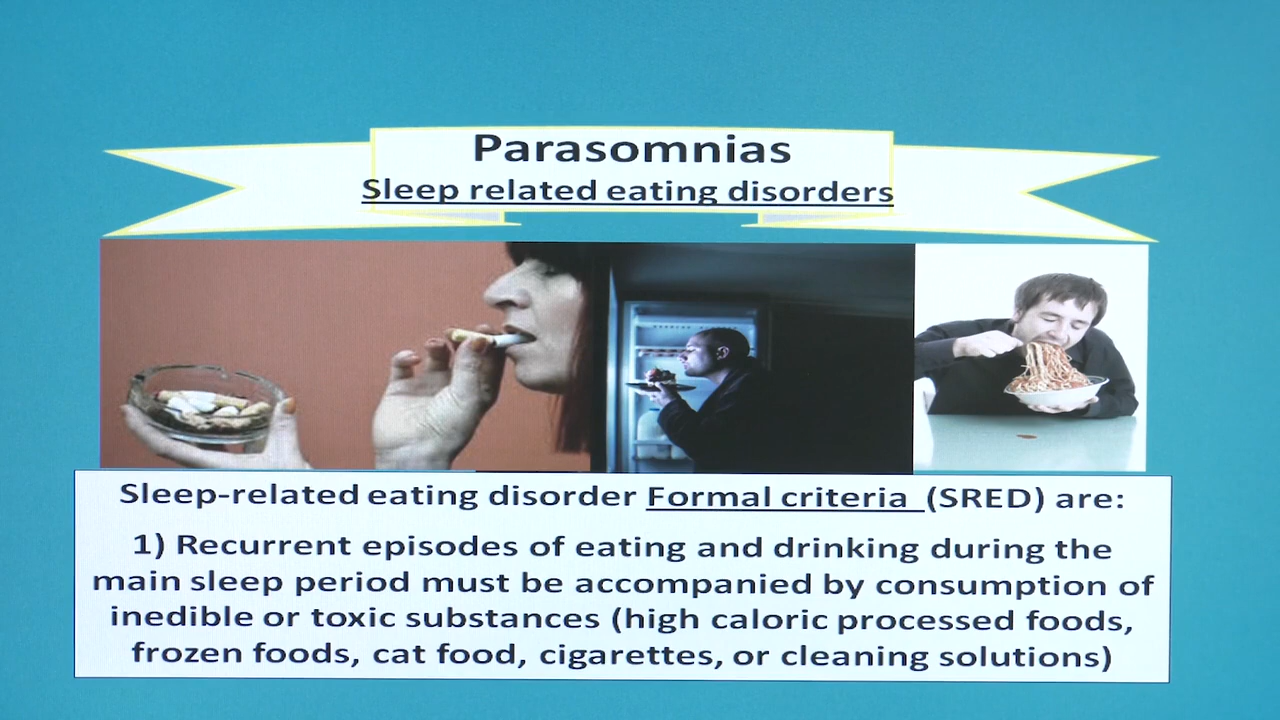 Parasomnias
Sleep related eating disorders
Sleep-related eating disorder Formal criteria (SRED) are:
1) Recurrent episodes of eating and drinking during the
main sleep period must be accompanied by consumption of
inedible or toxic substances (high caloric processed foods,
frozen foods, cat food, cigarettes, or cleaning solutions)